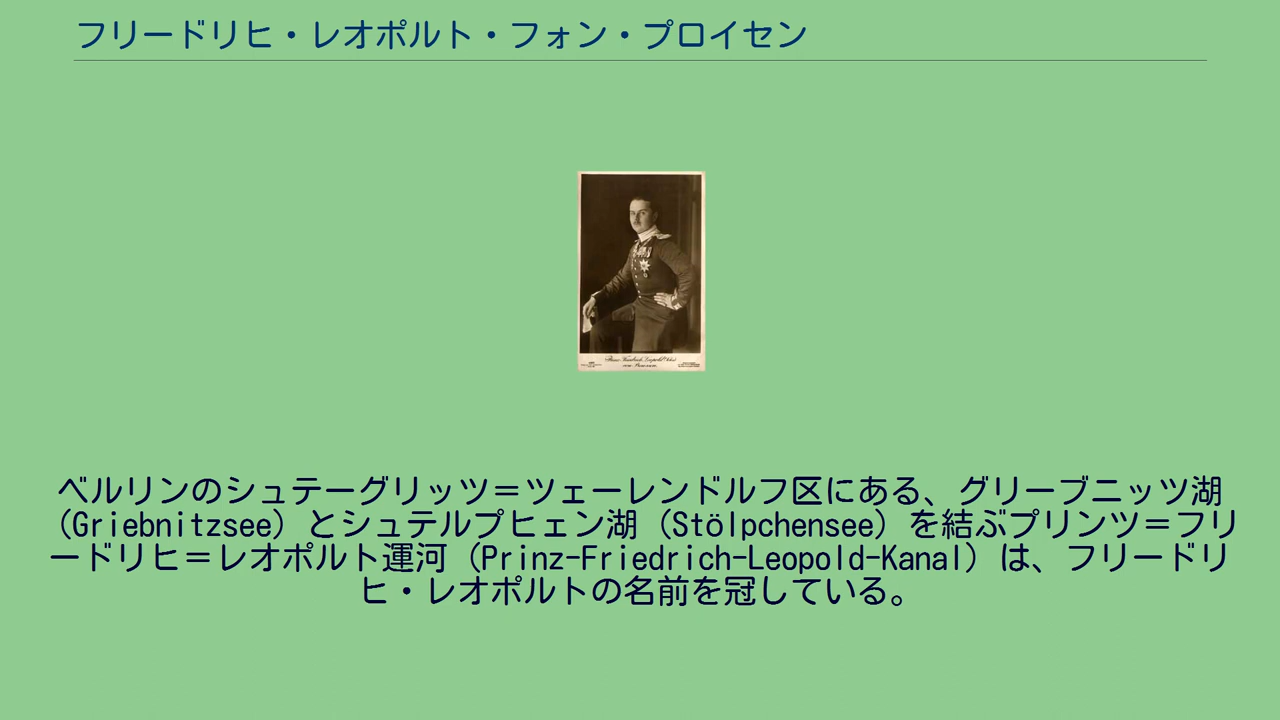 フリードリヒ・レオポルト・フォン・プロイセン
ベルリンのシュテーグリッツ＝ツェーレンドルフ区にある、グリーブニッツ湖
（Griebnitzsee）とシュテルプヒェン湖（Stölpchensee）を結ぶプリンツ＝フリ
ードリヒ＝レオポルト運河（Prinz-Friedrich-Leopold-Kanal）は、フリードリ
ヒ・レオポルトの名前を冠している。